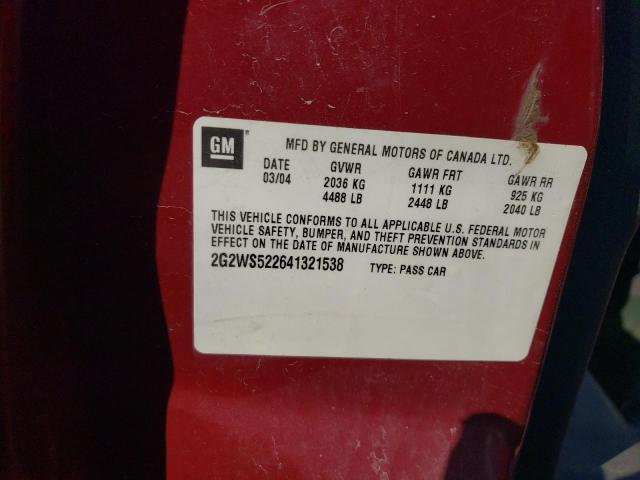 GM ®
MFD BY GENERAL MOTORS OF CANADA LTD.
DATE GVWR GAWR FRT GAWR RR
03/04 2036 KG 1111 KG 925 KG
4488 LB 2448 LB 2040 LB
THIS VEHICLE CONFORMS TO ALL APPLICABLE U.S. FEDERAL MOTOR
VEHICLE SAFETY, BUMPER, AND THEFT PREVENTION STANDARDS IN
EFFECT ON THE DATE OF MANUFACTURE SHOWN ABOVE.
2G2WS522641321538 TYPE: PASS CAR